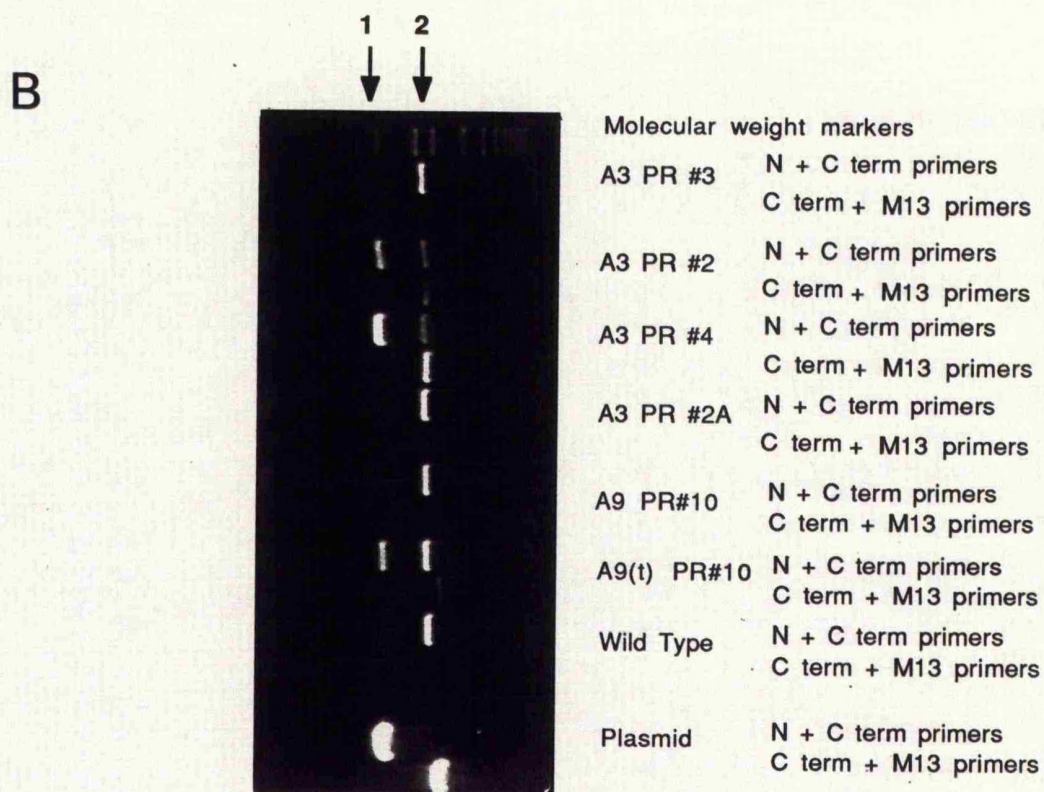 1 2
B
Molecular weight markers
A3 PR #3 N + C term primers
C term + M13 primers
A3 PR #2 N + C term primers
C term + M13 primers
A3 PR #4 N + C term primers
C term + M13 primers
A3 PR #2A N + C term primers
C term + M13 primers
A9 PR#10 N + C term primers
C term + M13 primers
A9(t) PR#10 N + C term primers
C term + M13 primers
Wild Type N + C term primers
C term + M13 primers
Plasmid N + C term primers
C term + M13 primers